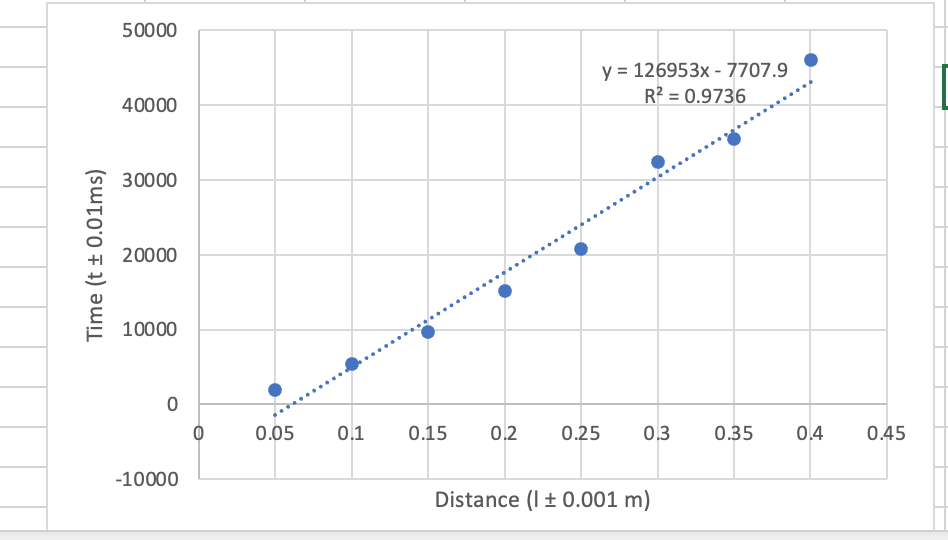 50000
40000
30000
20000
10000
0
-10000
y = 126953x - 7707.9
R² = 0.9736
Time (t ± 0.01ms)
0 0.05 0.1 0.15 0.2 0.25 0.3 0.35 0.4 0.45
Distance (l ± 0.001 m)